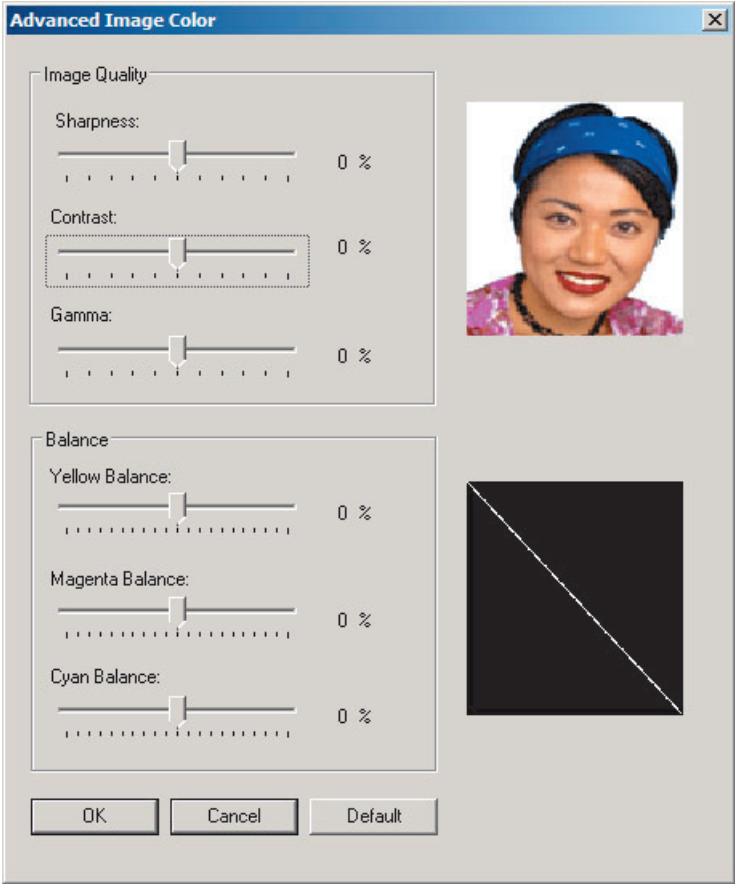 Advanced Image Color
Image Quality
Sharpness:
0 %
Contrast:
0 %
Gamma:
0 %
Balance
Yellow Balance:
0 %
Magenta Balance:
0 %
Cyan Balance:
0 %
OK Cancel Default